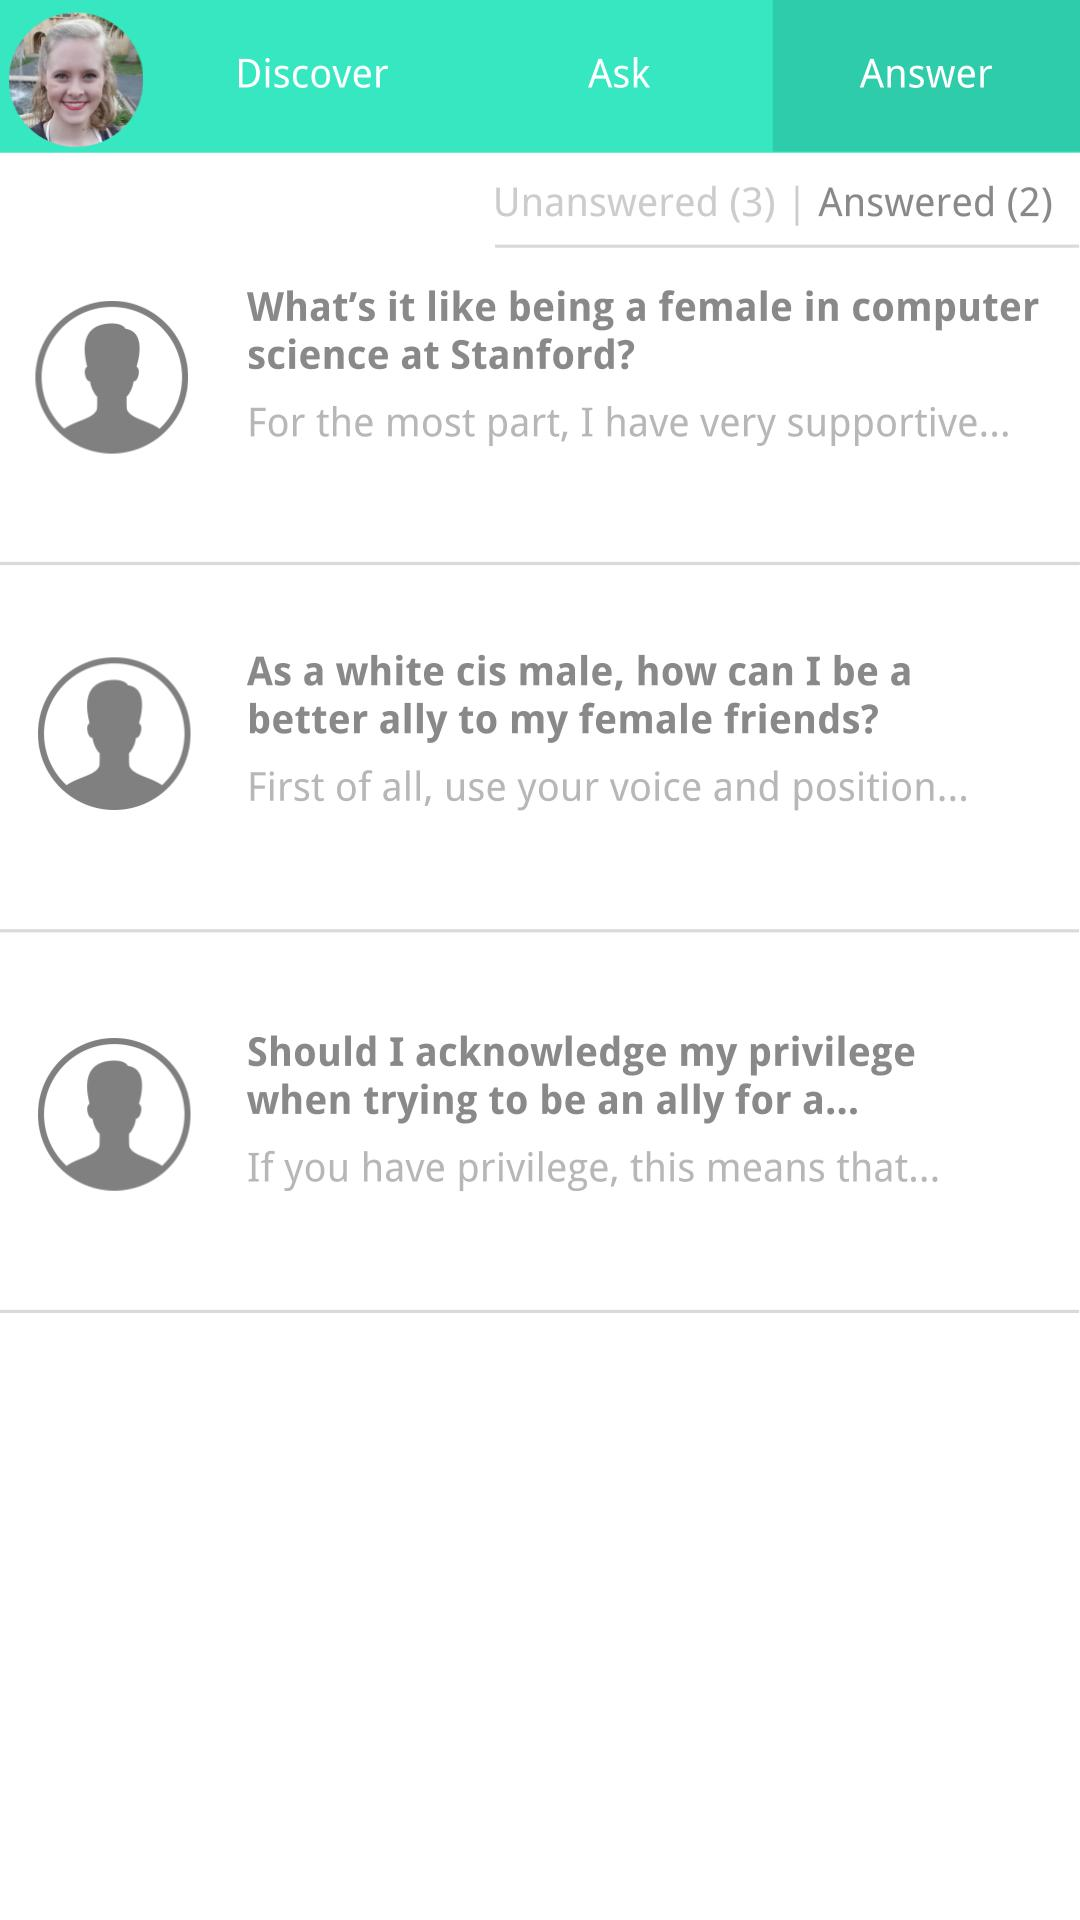 Discover Ask Answer
Unanswered (3) | Answered (2)
What’s it like being a female in computer
science at Stanford?
For the most part, I have very supportive...
As a white cis male, how can I be a
better ally to my female friends?
First of all, use your voice and position...
Should I acknowledge my privilege
when trying to be an ally for a...
If you have privilege, this means that...